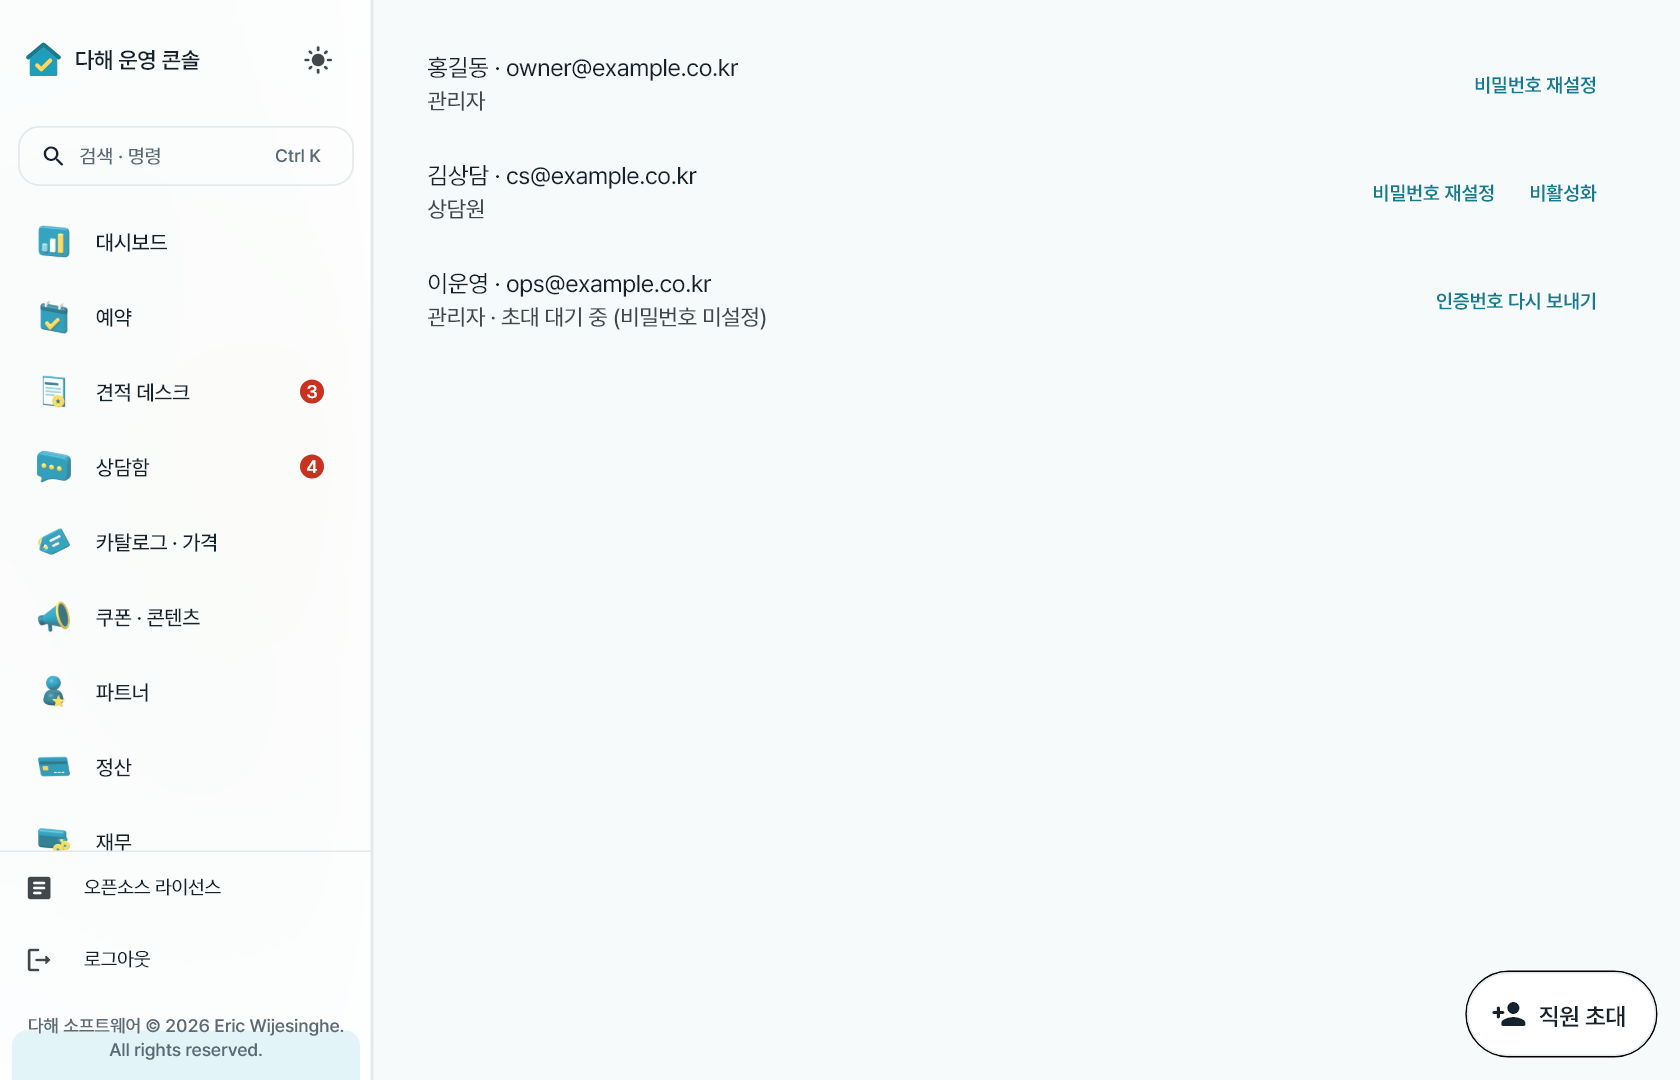 다해 운영 콘솔
검색 · 명령
Ctrl K
대시보드
예약
견적 데스크
3
상담함
4
카탈로그 · 가격
쿠폰 · 콘텐츠
파트너
정산
재무
오픈소스 라이선스
로그아웃
다해 소프트웨어 © 2026 Eric Wijesinghe.
All rights reserved.
홍길동 · owner@example.co.kr
관리자
비밀번호 재설정
김상담 · cs@example.co.kr
상담원
비밀번호 재설정
비활성화
이운영 · ops@example.co.kr
관리자 · 초대 대기 중 (비밀번호 미설정)
인증번호 다시 보내기
직원 초대